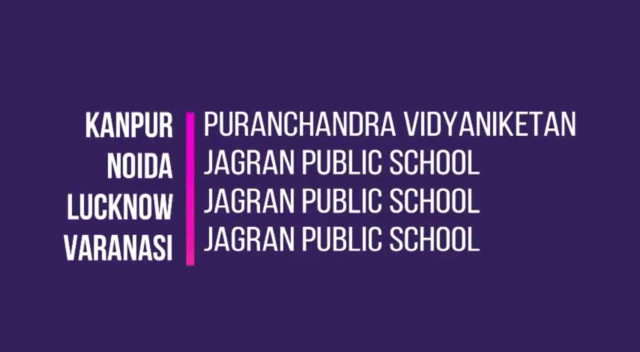 KANPUR PURANCHANDRA VIDYANIKETAN
NOIDA JAGRAN PUBLIC SCHOOL
LUCKNOW JAGRAN PUBLIC SCHOOL
VARANASI JAGRAN PUBLIC SCHOOL